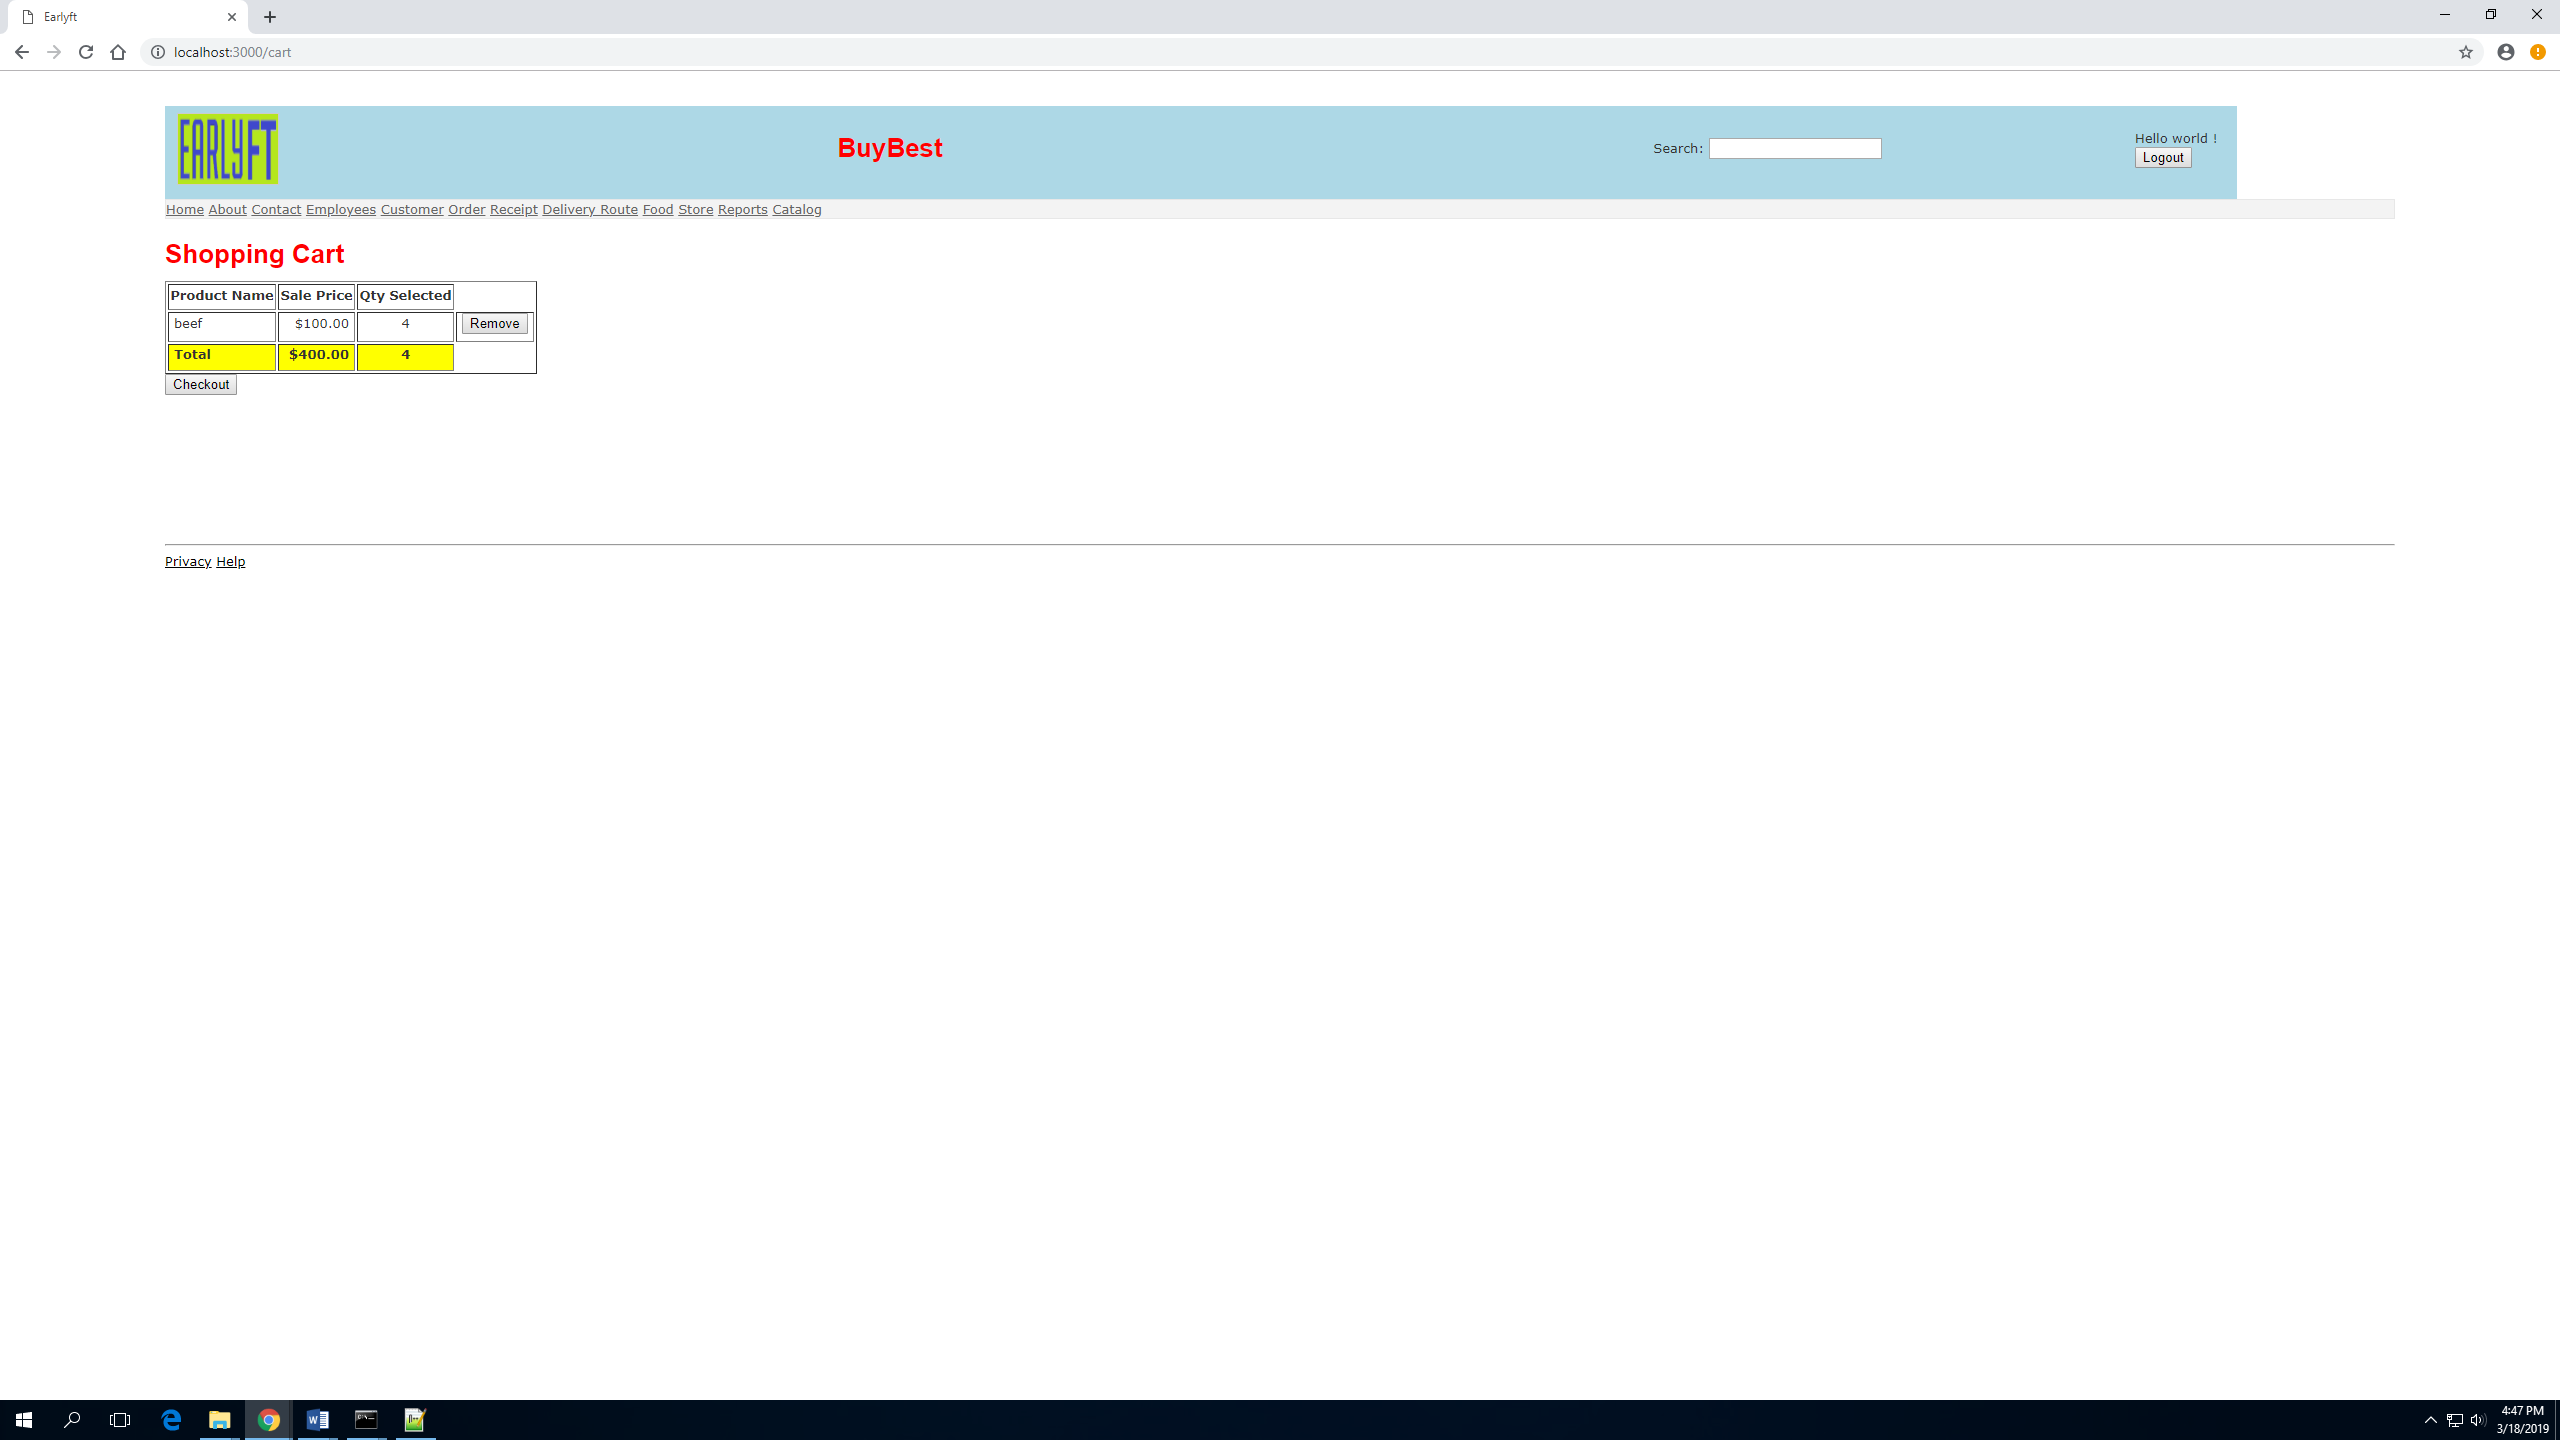 Earlyft
localhost:3000/cart
EARLYFT
BuyBest
Search:
Hello world !
Logout
Home About Contact Employees Customer Order Receipt Delivery Route Food Store Reports Catalog
Shopping Cart
Product Name Sale Price Qty Selected
beef $100.00 4 Remove
Total $400.00 4
Checkout
Privacy Help
4:47 PM
3/18/2019